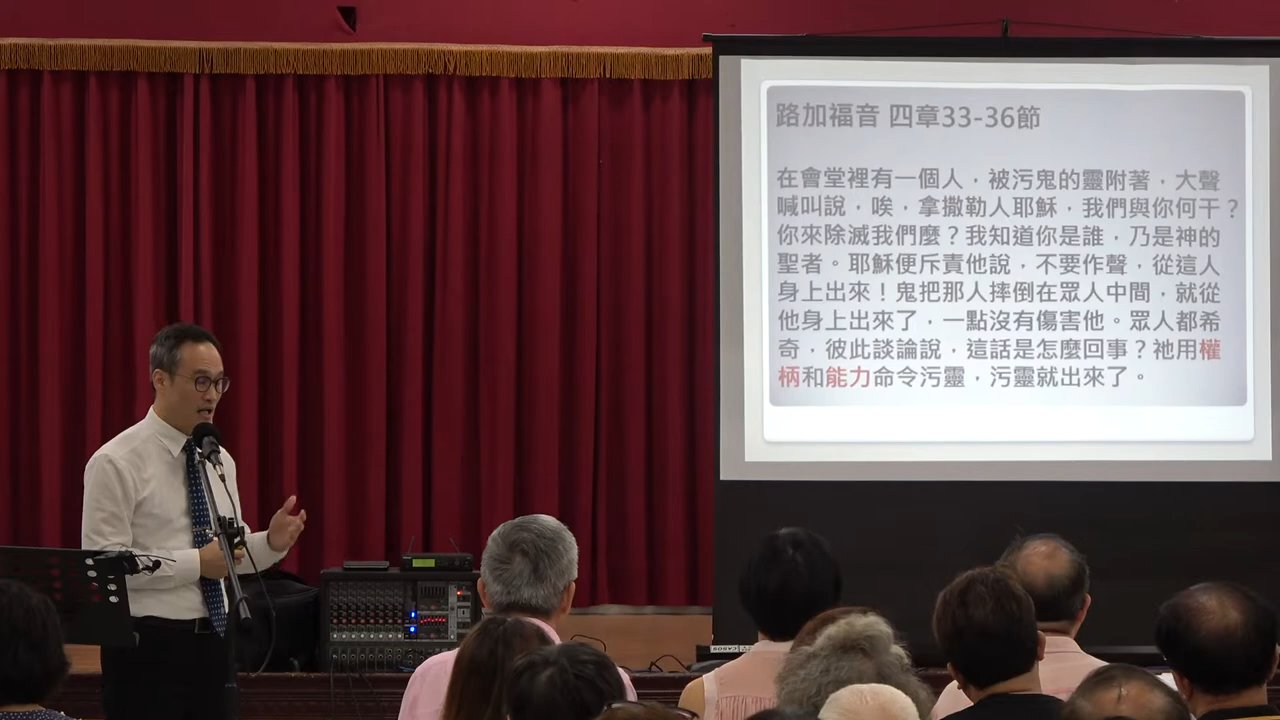 路加福音 四章33-36節
在會堂裡有一個人，被污鬼的靈附著，大聲
喊叫說，唉，拿撒勒人耶穌，我們與你何干？
你來除滅我們麼？我知道你是誰，乃是神的
聖者。耶穌便斥責他說，不要作聲，從這人
身上出來！鬼把那人摔倒在眾人中間，就從
他身上出來了，一點沒有傷害他。眾人都希
奇，彼此談論說，這話是怎麼回事？祂用權
柄和能力命令污靈，污靈就出來了。